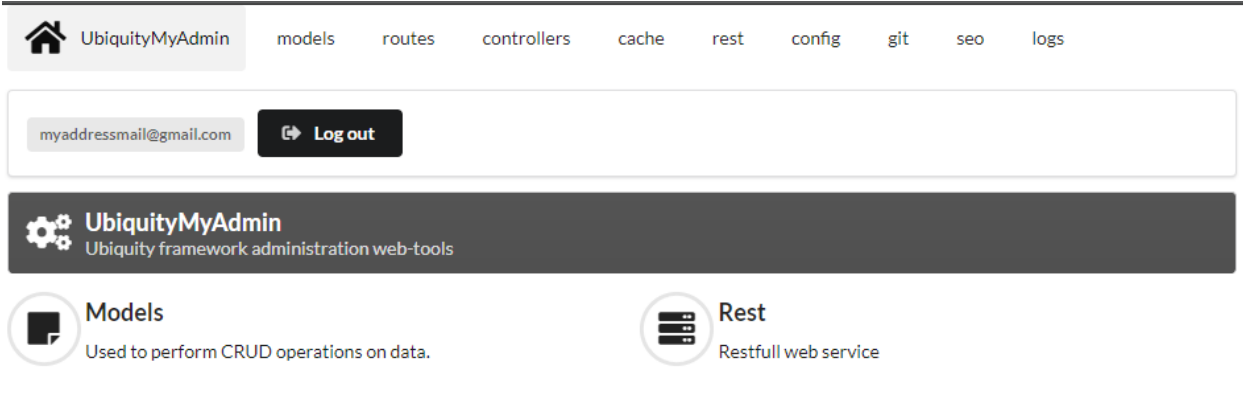 UbiquityMyAdmin models routes controllers cache rest config git seo logs
myaddressmail@gmail.com Log out
UbiquityMyAdmin
Ubiquity framework administration web-tools
Models
Used to perform CRUD operations on data.
Rest
Restfull web service